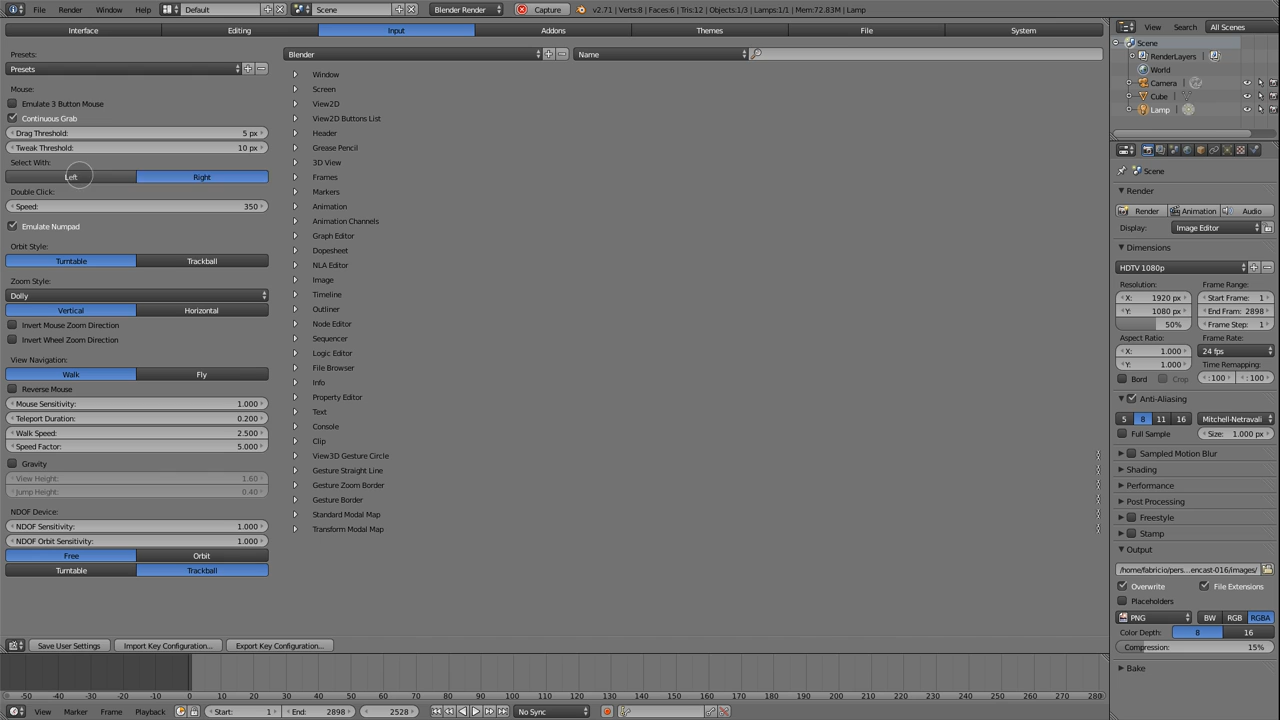 File Render Window Help Default Scene Blender Render Capture v2.71 | Verts:8 | Faces:6 | Tris:12 | Objects:1/3 | Lamps:1/1 | Mem:72.83M | Lamp
Interface Editing Input Addons Themes File System
Presets:
Presets
Mouse:
Emulate 3 Button Mouse
Continuous Grab
Drag Threshold: 5 px
Tweak Threshold: 10 px
Select With:
Left Right
Double Click:
Speed: 350
Emulate Numpad
Orbit Style:
Turntable Trackball
Zoom Style:
Dolly
Vertical Horizontal
Invert Mouse Zoom Direction
Invert Wheel Zoom Direction
View Navigation:
Walk Fly
Reverse Mouse
Mouse Sensitivity: 1.000
Teleport Duration: 0.200
Walk Speed: 2.500
Speed Factor: 5.000
Gravity
View Height: 1.60
Jump Height: 0.40
NDOF Device:
NDOF Sensitivity: 1.000
NDOF Orbit Sensitivity: 1.000
Free Orbit
Turntable Trackball
Blender Name
Window
Screen
View2D
View2D Buttons List
Header
Grease Pencil
3D View
Frames
Markers
Animation
Animation Channels
Graph Editor
Dopesheet
NLA Editor
Image
Timeline
Outliner
Node Editor
Sequencer
Logic Editor
File Browser
Info
Property Editor
Text
Console
Clip
View3D Gesture Circle
Gesture Straight Line
Gesture Zoom Border
Gesture Border
Standard Modal Map
Transform Modal Map
Save User Settings Import Key Configuration... Export Key Configuration...
-50 -40 -30 -20 -10 0 10 20 30 40 50 60 70 80 90 100 110 120 130 140 150 160 170 180 190 200 210 220 230 240 250 260 270 280
View Marker Frame Playback Start: 1 End: 2898 2528 No Sync
View Search All Scenes
Scene
RenderLayers
World
Camera
Cube
Lamp
Scene
Render
Render Animation Audio
Display: Image Editor
Dimensions
HDTV 1080p
Resolution: Frame Range:
X: 1920 px Start Frame: 1
Y: 1080 px End Fram: 2898
50% Frame Step: 1
Aspect Ratio: Frame Rate:
X: 1.000 24 fps
Y: 1.000 Time Remapping:
Bord Crop : 100 : 100
Anti-Aliasing
5 8 11 16 Mitchell-Netravali
Full Sample Size: 1.000 px
Sampled Motion Blur
Shading
Performance
Post Processing
Freestyle
Stamp
Output
/home/fabricio/pers...encast-016/images/
Overwrite File Extensions
Placeholders
PNG BW RGB RGBA
Color Depth: 8 16
Compression: 15%
Bake